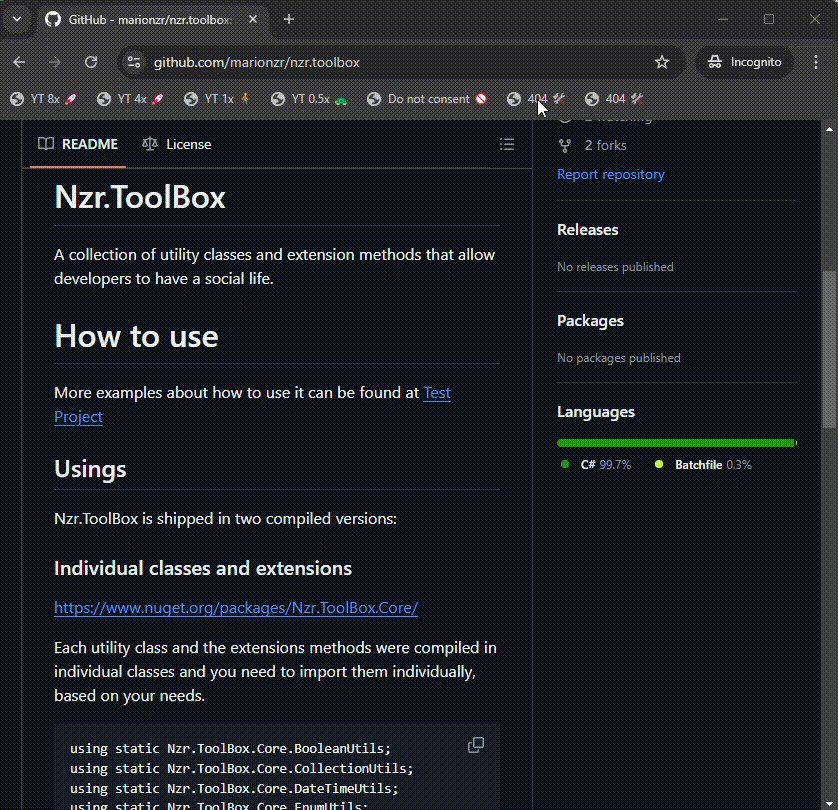 GitHub - marionzr/nzr.toolbox:
github.com/marionzr/nzr.toolbox
Incognito
YT 8x 🚀 YT 4x 🚀 YT 1x 🚶 YT 0.5x 🐢 Do not consent 🚫 404 🛠 404 🛠
README License
2 forks
Report repository
Nzr.ToolBox
A collection of utility classes and extension methods that allow
developers to have a social life.
Releases
No releases published
Packages
No packages published
Languages
C# 99.7% Batchfile 0.3%
How to use
More examples about how to use it can be found at Test
Project
Usings
Nzr.ToolBox is shipped in two compiled versions:
Individual classes and extensions
https://www.nuget.org/packages/Nzr.ToolBox.Core/
Each utility class and the extensions methods were compiled in
individual classes and you need to import them individually,
based on your needs.
using static Nzr.ToolBox.Core.BooleanUtils;
using static Nzr.ToolBox.Core.CollectionUtils;
using static Nzr.ToolBox.Core.DateTimeUtils;
using static Nzr.ToolBox.Core.EnumUtils;